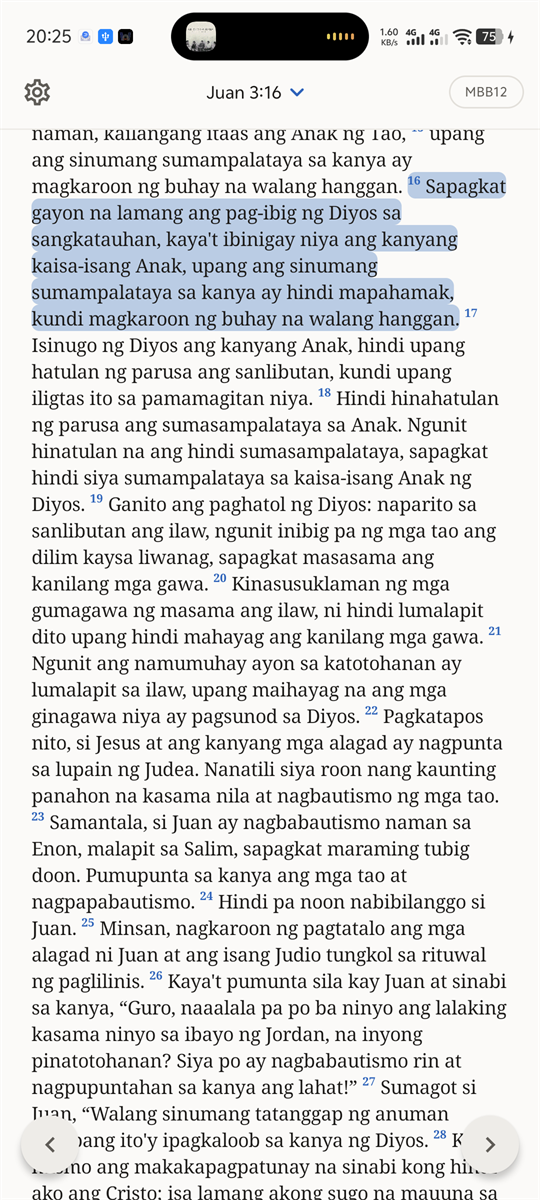 20:25
1.60 KB/s 4G 4G 75
Juan 3:16
MBB12
naman, kailangang itaas ang Anak ng Tao, 15 upang
ang sinumang sumampalataya sa kanya ay
magkaroon ng buhay na walang hanggan. 16 Sapagkat
gayon na lamang ang pag-ibig ng Diyos sa
sangkatauhan, kaya't ibinigay niya ang kanyang
kaisa-isang Anak, upang ang sinumang
sumampalataya sa kanya ay hindi mapahamak,
kundi magkaroon ng buhay na walang hanggan. 17
Isinugo ng Diyos ang kanyang Anak, hindi upang
hatulan ng parusa ang sanlibutan, kundi upang
iligtas ito sa pamamagitan niya. 18 Hindi hinahatulan
ng parusa ang sumasampalataya sa Anak. Ngunit
hinatulan na ang hindi sumasampalataya, sapagkat
hindi siya sumampalataya sa kaisa-isang Anak ng
Diyos. 19 Ganito ang paghatol ng Diyos: naparito sa
sanlibutan ang ilaw, ngunit inibig pa ng mga tao ang
dilim kaysa liwanag, sapagkat masasama ang
kanilang mga gawa. 20 Kinasusuklaman ng mga
gumagawa ng masama ang ilaw, ni hindi lumalapit
dito upang hindi mahayag ang kanilang mga gawa. 21
Ngunit ang namumuhay ayon sa katotohanan ay
lumalapit sa ilaw, upang maihayag na ang mga
ginagawa niya ay pagsunod sa Diyos. 22 Pagkatapos
nito, si Jesus at ang kanyang mga alagad ay nagpunta
sa lupain ng Judea. Nanatili siya roon nang kaunting
panahon na kasama nila at nagbautismo ng mga tao.
23 Samantala, si Juan ay nagbabautismo naman sa
Enon, malapit sa Salim, sapagkat maraming tubig
doon. Pumupunta sa kanya ang mga tao at
nagpapabautismo. 24 Hindi pa noon nabibilanggo si
Juan. 25 Minsan, nagkaroon ng pagtatalo ang mga
alagad ni Juan at ang isang Judio tungkol sa rituwal
ng paglilinis. 26 Kaya't pumunta sila kay Juan at sinabi
sa kanya, “Guro, naaalala pa po ba ninyo ang lalaking
kasama ninyo sa ibayo ng Jordan, na inyong
pinatotohanan? Siya po ay nagbabautismo rin at
nagpupuntahan sa kanya ang lahat!” 27 Sumagot si
Juan, “Walang sinumang tatanggap ng anuman
ito'y ipagkaloob sa kanya ng Diyos. 28
ang makakapagpatunay na sinabi kong
ako ang Cristo; isa lamang akong sugo na mauuna sa